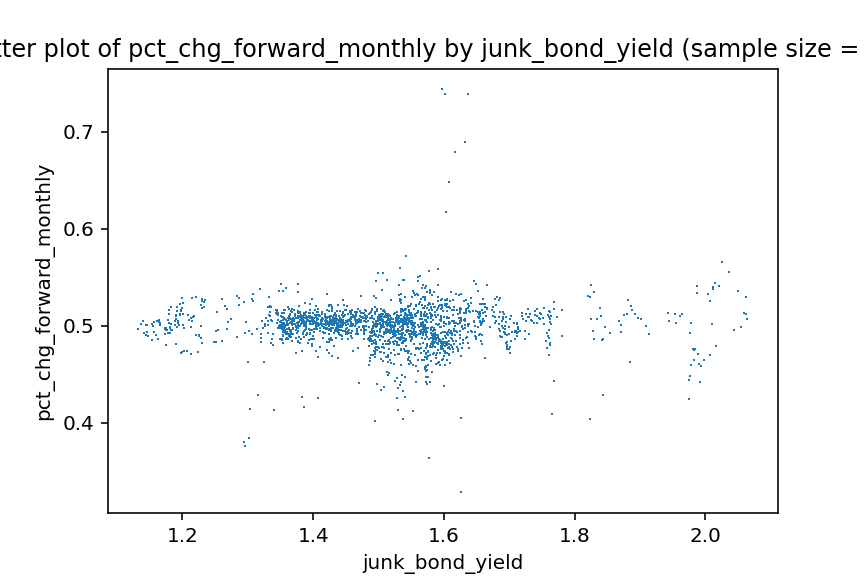 plot of pct_chg_forward_monthly by junk_bond_yield (sample size =
0.7
0.6
0.5
0.4
pct_chg_forward_monthly
1.2 1.4 1.6 1.8 2.0
junk_bond_yield